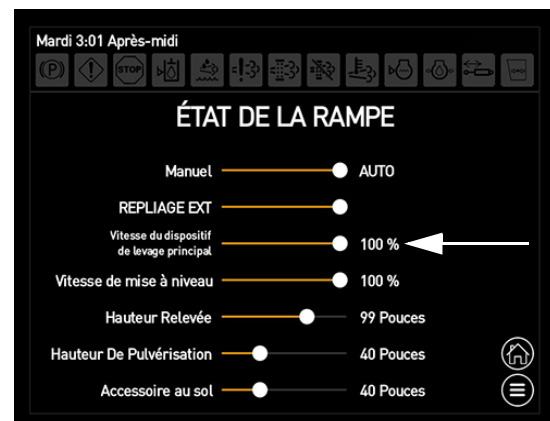 Mardi 3:01 Après-midi
STOP
ÉTAT DE LA RAMPE
Manuel AUTO
REPLIAGE EXT
Vitesse du dispositif
de levage principal 100 %
Vitesse de mise à niveau 100 %
Hauteur Relevée 99 Pouces
Hauteur De Pulvérisation 40 Pouces
Accessoire au sol 40 Pouces